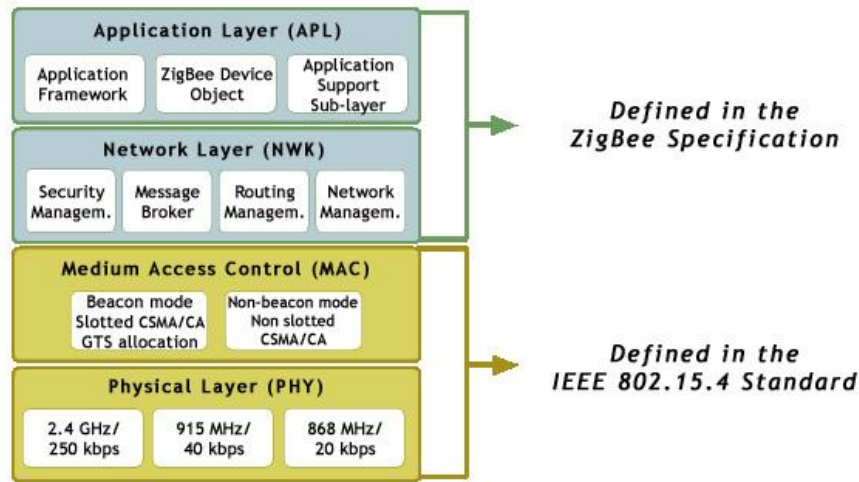 Application Layer (APL)
Application
Framework
ZigBee Device
Object
Application
Support
Sub-layer
Defined in the
ZigBee Specification
Network Layer (NWK)
Security
Managem.
Message
Broker
Routing
Managem.
Network
Managem.
Medium Access Control (MAC)
Beacon mode
Slotted CSMA/CA
GTS allocation
Non-beacon mode
Non slotted
CSMA/CA
Defined in the
IEEE 802.15.4 Standard
Physical Layer (PHY)
2.4 GHz/
250 kbps
915 MHz/
40 kbps
868 MHz/
20 kbps